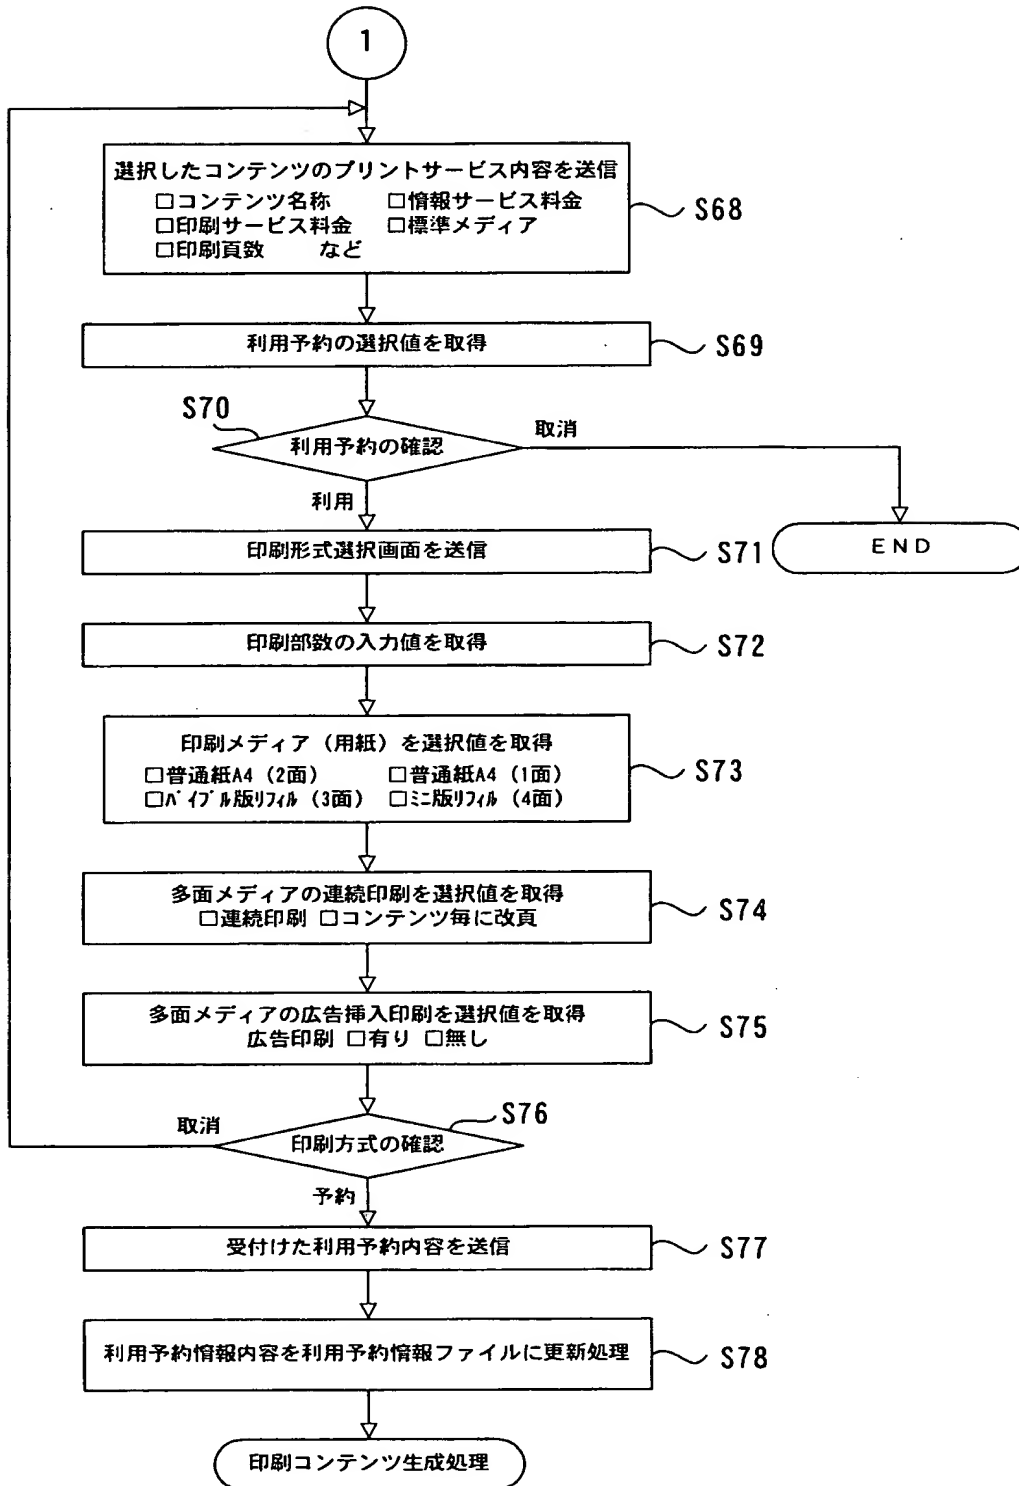 1
選択したコンテンツのプリントサービス内容を送信
□コンテンツ名称 □情報サービス料金
□印刷サービス料金 □標準メディア
□印刷頁数 など
S68
利用予約の選択値を取得
S69
S70
利用予約の確認
取消
利用
END
印刷形式選択画面を送信
S71
印刷部数の入力値を取得
S72
印刷メディア(用紙)を選択値を取得
□普通紙A4(2面) □普通紙A4(1面)
□バイブル版リフィル(3面) □ミニ版リフィル(4面)
S73
多面メディアの連続印刷を選択値を取得
□連続印刷 □コンテンツ毎に改頁
S74
多面メディアの広告挿入印刷を選択値を取得
広告印刷 □有り □無し
S75
S76
取消
印刷方式の確認
予約
受付けた利用予約内容を送信
S77
利用予約情報内容を利用予約情報ファイルに更新処理
S78
印刷コンテンツ生成処理